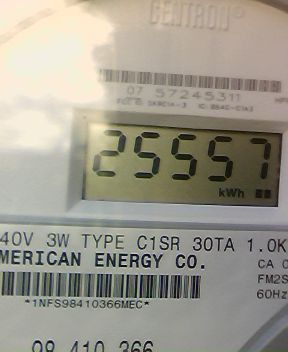 CENTRON®
07 57245311
25557
kWh
40V 3W TYPE C1SR 30TA 1.0K
MERICAN ENERGY CO.
CA 0
FM2S
60Hz
*1NFS98410366MEC*
98 410 366